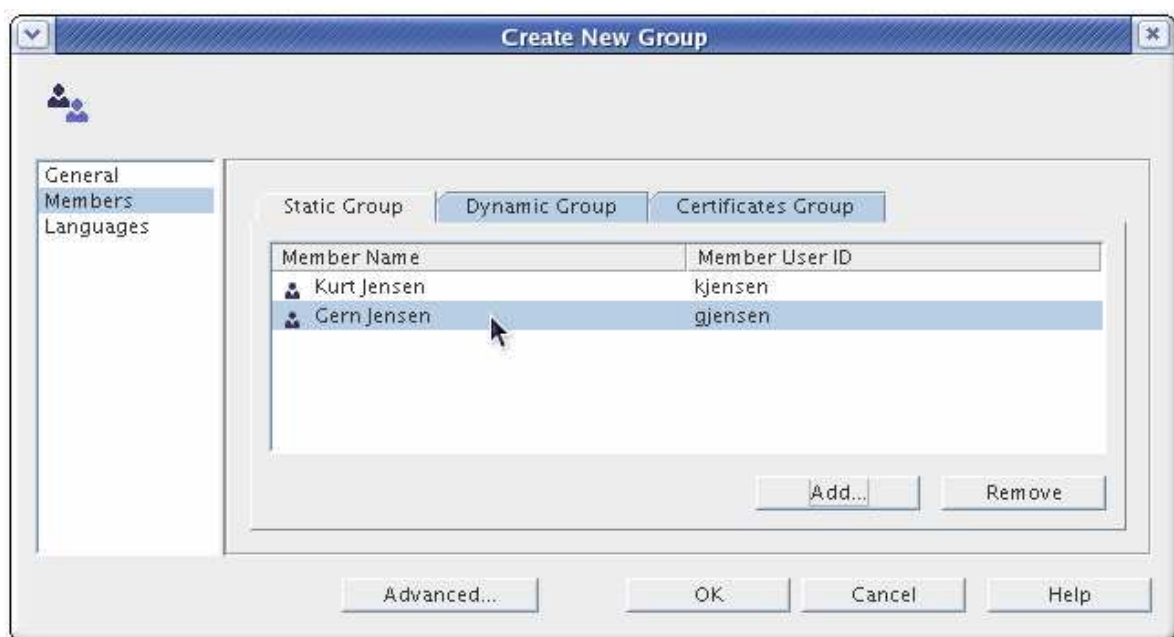 Create New Group
General
Members
Languages
Static Group
Dynamic Group
Certificates Group
Member Name
Member User ID
Kurt Jensen
kjensen
Gern Jensen
gjensen
Add...
Remove
Advanced...
OK
Cancel
Help